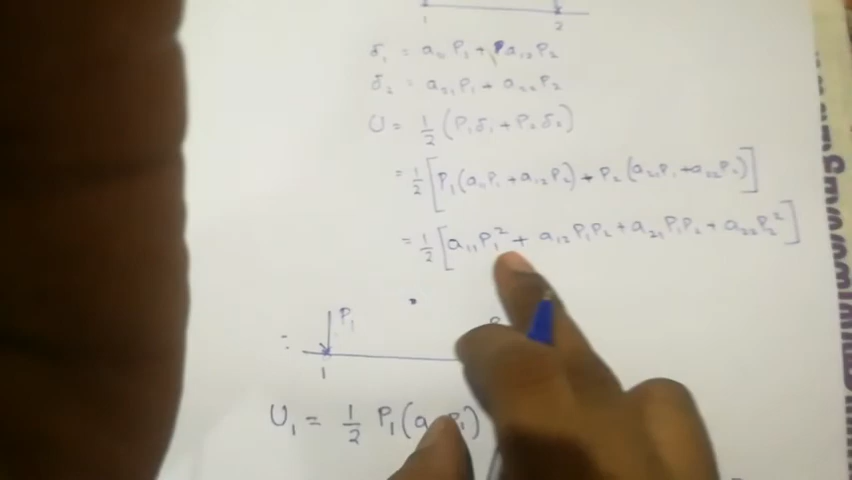 1 2
δ₁ = a₁₁P₁ + a₁₂P₂
δ₂ = a₂₁P₁ + a₂₂P₂
U = 1/2 (P₁δ₁ + P₂δ₂)
= 1/2 [P₁(a₁₁P₁ + a₁₂P₂) + P₂(a₂₁P₁ + a₂₂P₂)]
= 1/2 [a₁₁P₁² + a₁₂P₁P₂ + a₂₁P₁P₂ + a₂₂P₂²]
= P₁
1
U₁ = 1/2 P₁(a P₁)